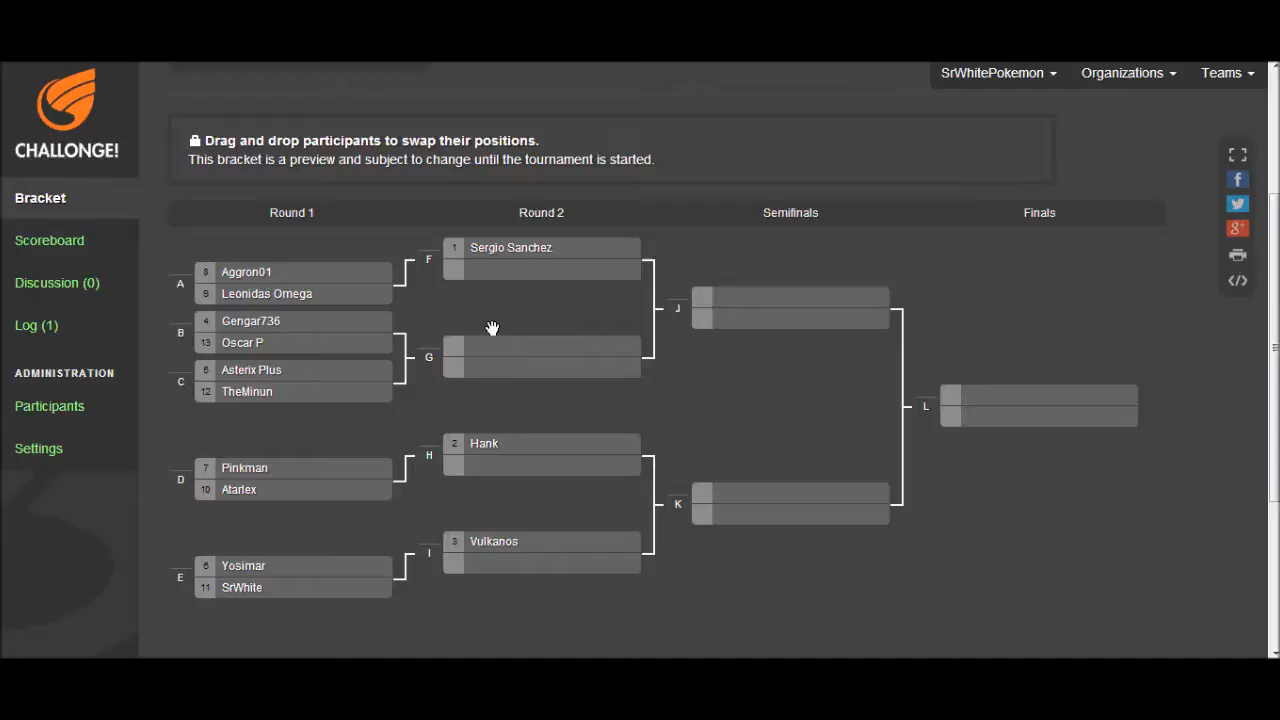 SrWhitePokemon Organizations Teams
CHALLONGE!
Drag and drop participants to swap their positions.
This bracket is a preview and subject to change until the tournament is started.
Bracket
Scoreboard
Discussion (0)
Log (1)
ADMINISTRATION
Participants
Settings
Round 1 Round 2 Semifinals Finals
A
8 Aggron01
9 Leonidas Omega
B
4 Gengar736
13 Oscar P
C
5 Asterix Plus
12 TheMinun
D
7 Pinkman
10 Atarlex
E
6 Yosimar
11 SrWhite
F
1 Sergio Sanchez
G
H
2 Hank
I
3 Vulkanos
J
K
L